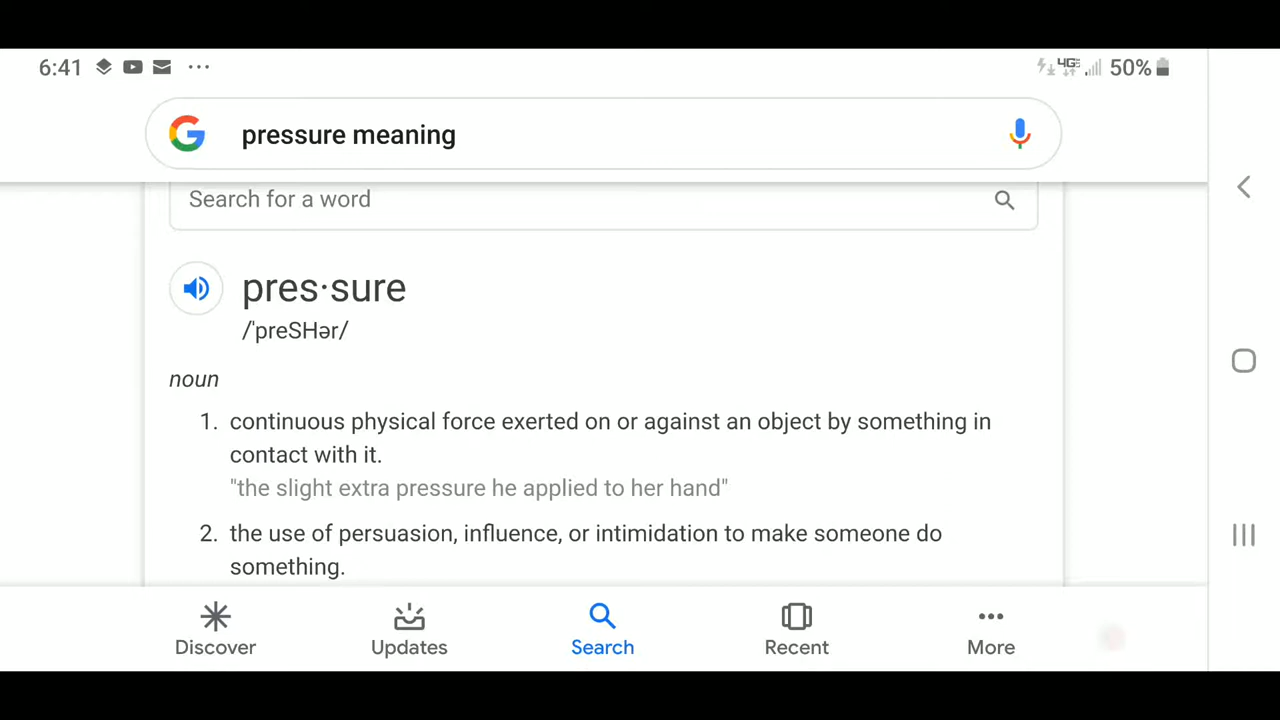 6:41 ... 4GE 50%
pressure meaning
Search for a word
pres·sure
/ˈpreSHər/
noun
1. continuous physical force exerted on or against an object by something in
contact with it.
"the slight extra pressure he applied to her hand"
2. the use of persuasion, influence, or intimidation to make someone do
something.
Discover Updates Search Recent More